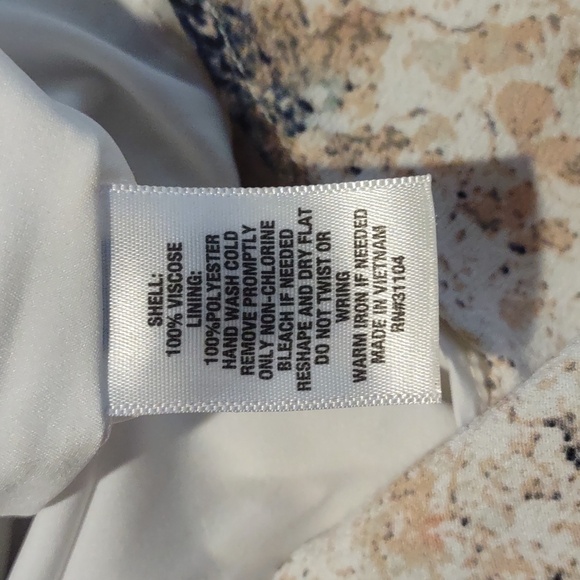 SHELL:
100% VISCOSE
LINING:
100%POLYESTER
HAND WASH COLD
REMOVE PROMPTLY
ONLY NON-CHLORINE
BLEACH IF NEEDED
RESHAPE AND DRY FLAT
DO NOT TWIST OR
WRING
WARM IRON IF NEEDED
MADE IN VIETNAM
RN#31104